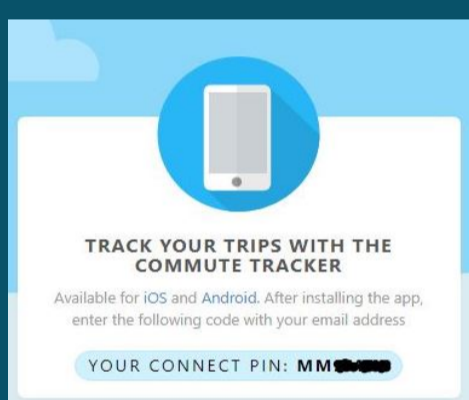 TRACK YOUR TRIPS WITH THE
COMMUTE TRACKER
Available for iOS and Android. After installing the app,
enter the following code with your email address
YOUR CONNECT PIN: MM